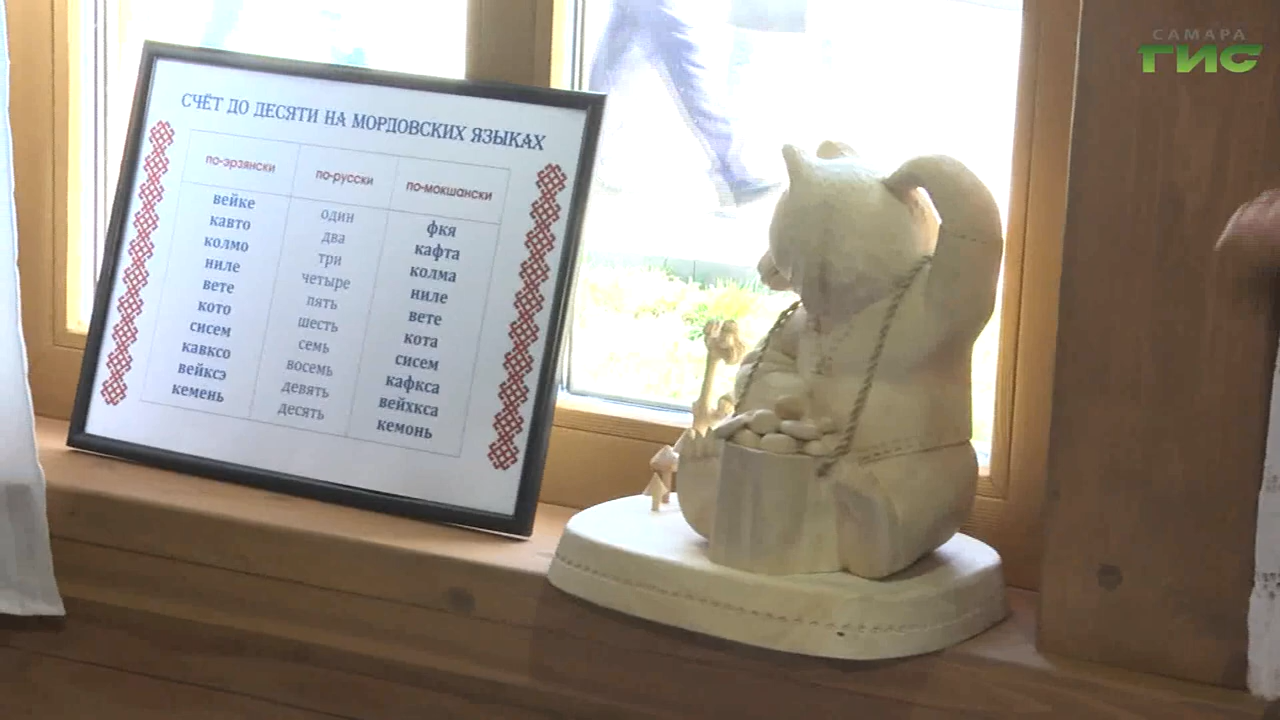 САМАРА
ГИС
СЧЁТ ДО ДЕСЯТИ НА МОРДОВСКИХ ЯЗЫКАХ
по-эрзянски по-русски по-мокшански
вейке один фкя
кавто два кафта
колмо три колма
ниле четыре ниле
вете пять вете
кото шесть кота
сисем семь сисем
кавксо восемь кафкса
вейксэ девять вейхкса
кемень десять кемонь